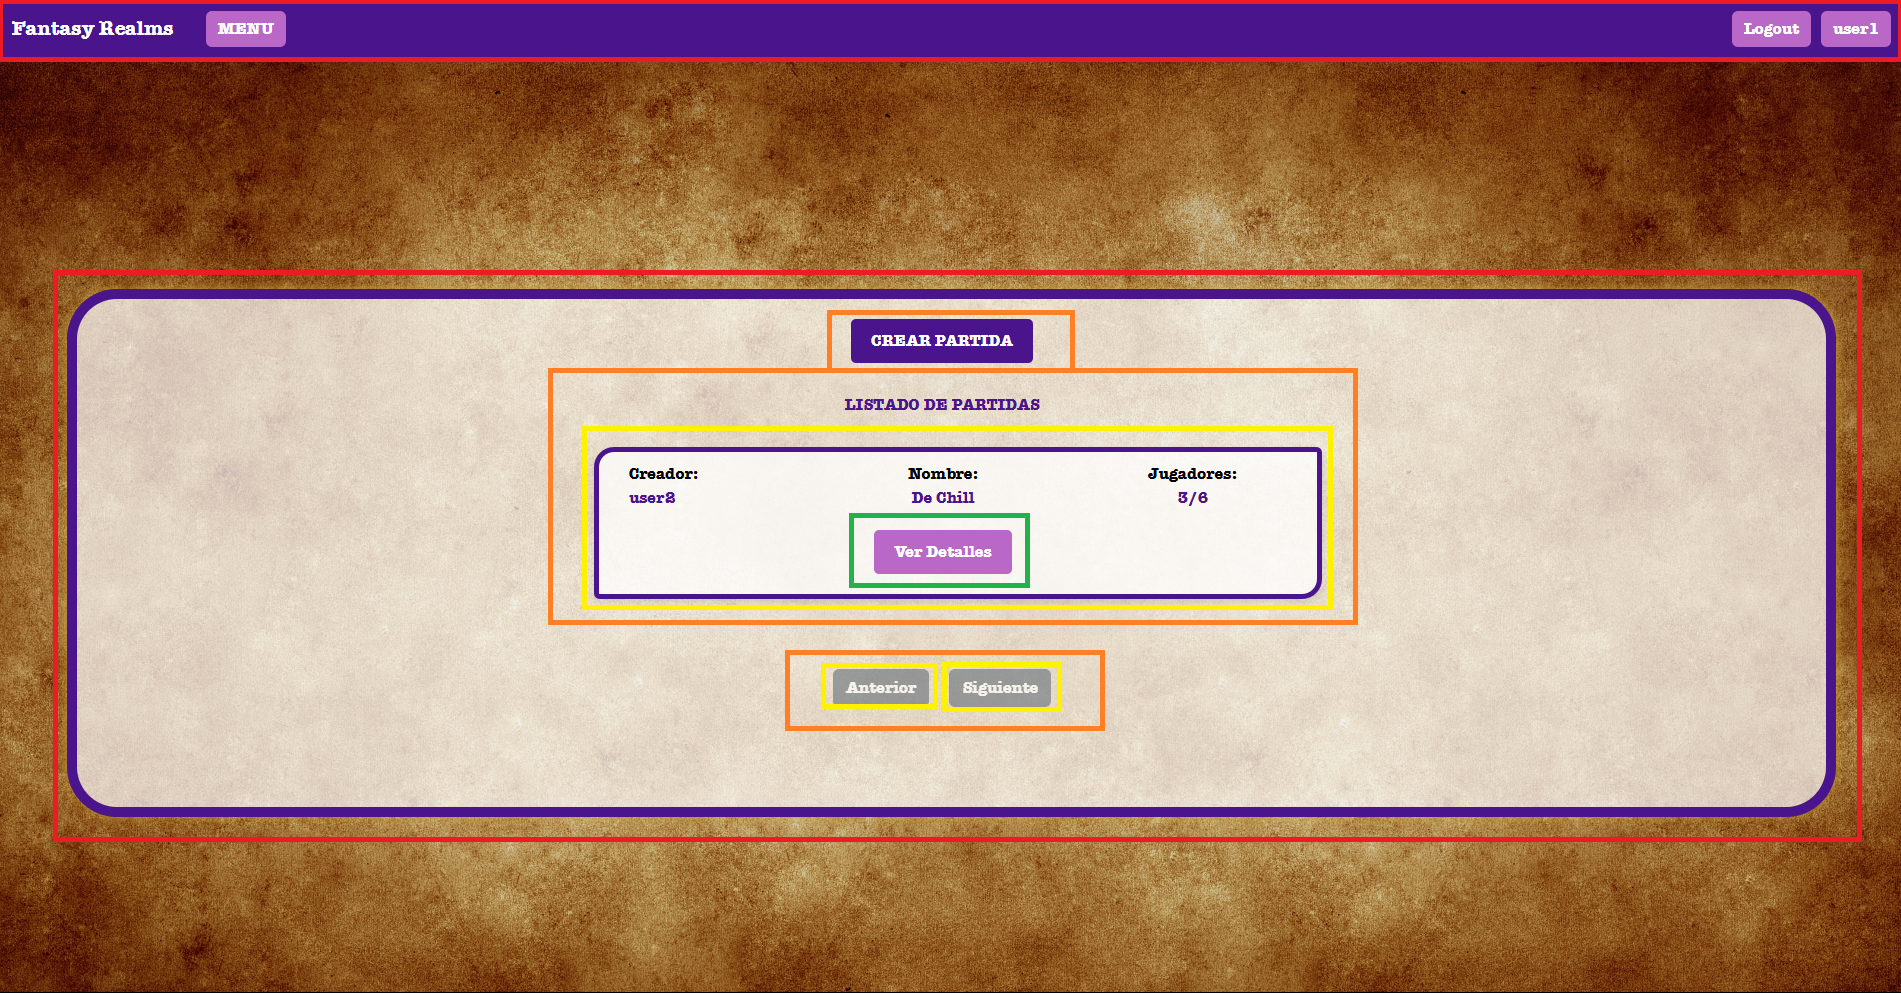 Fantasy Realms MENU Logout user1
CREAR PARTIDA
LISTADO DE PARTIDAS
Creador: Nombre: Jugadores:
user2 De Chill 3/6
Ver Detalles
Anterior Siguiente